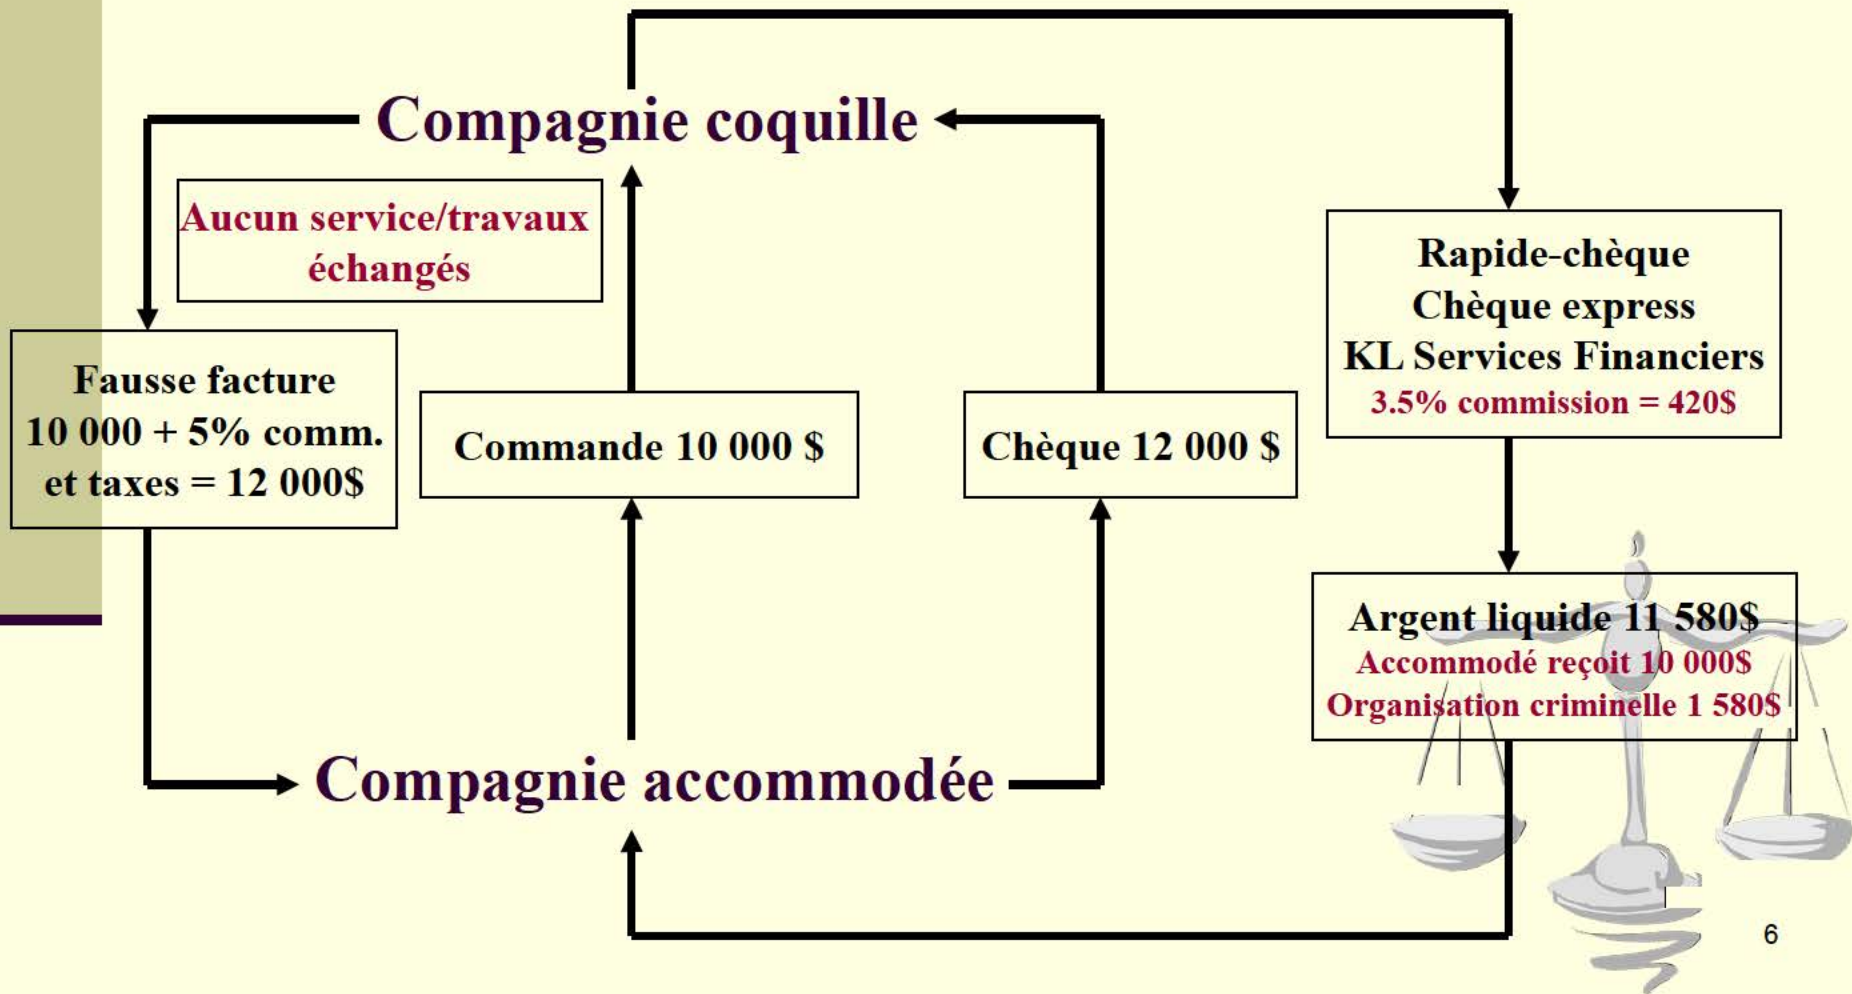 Compagnie coquille
Aucun service/travaux
échangés
Fausse facture
10 000 + 5% comm.
et taxes = 12 000$
Commande 10 000 $
Chèque 12 000 $
Rapide-chèque
Chèque express
KL Services Financiers
3.5% commission = 420$
Argent liquide 11 580$
Accommodé reçoit 10 000$
Organisation criminelle 1 580$
Compagnie accommodée
6